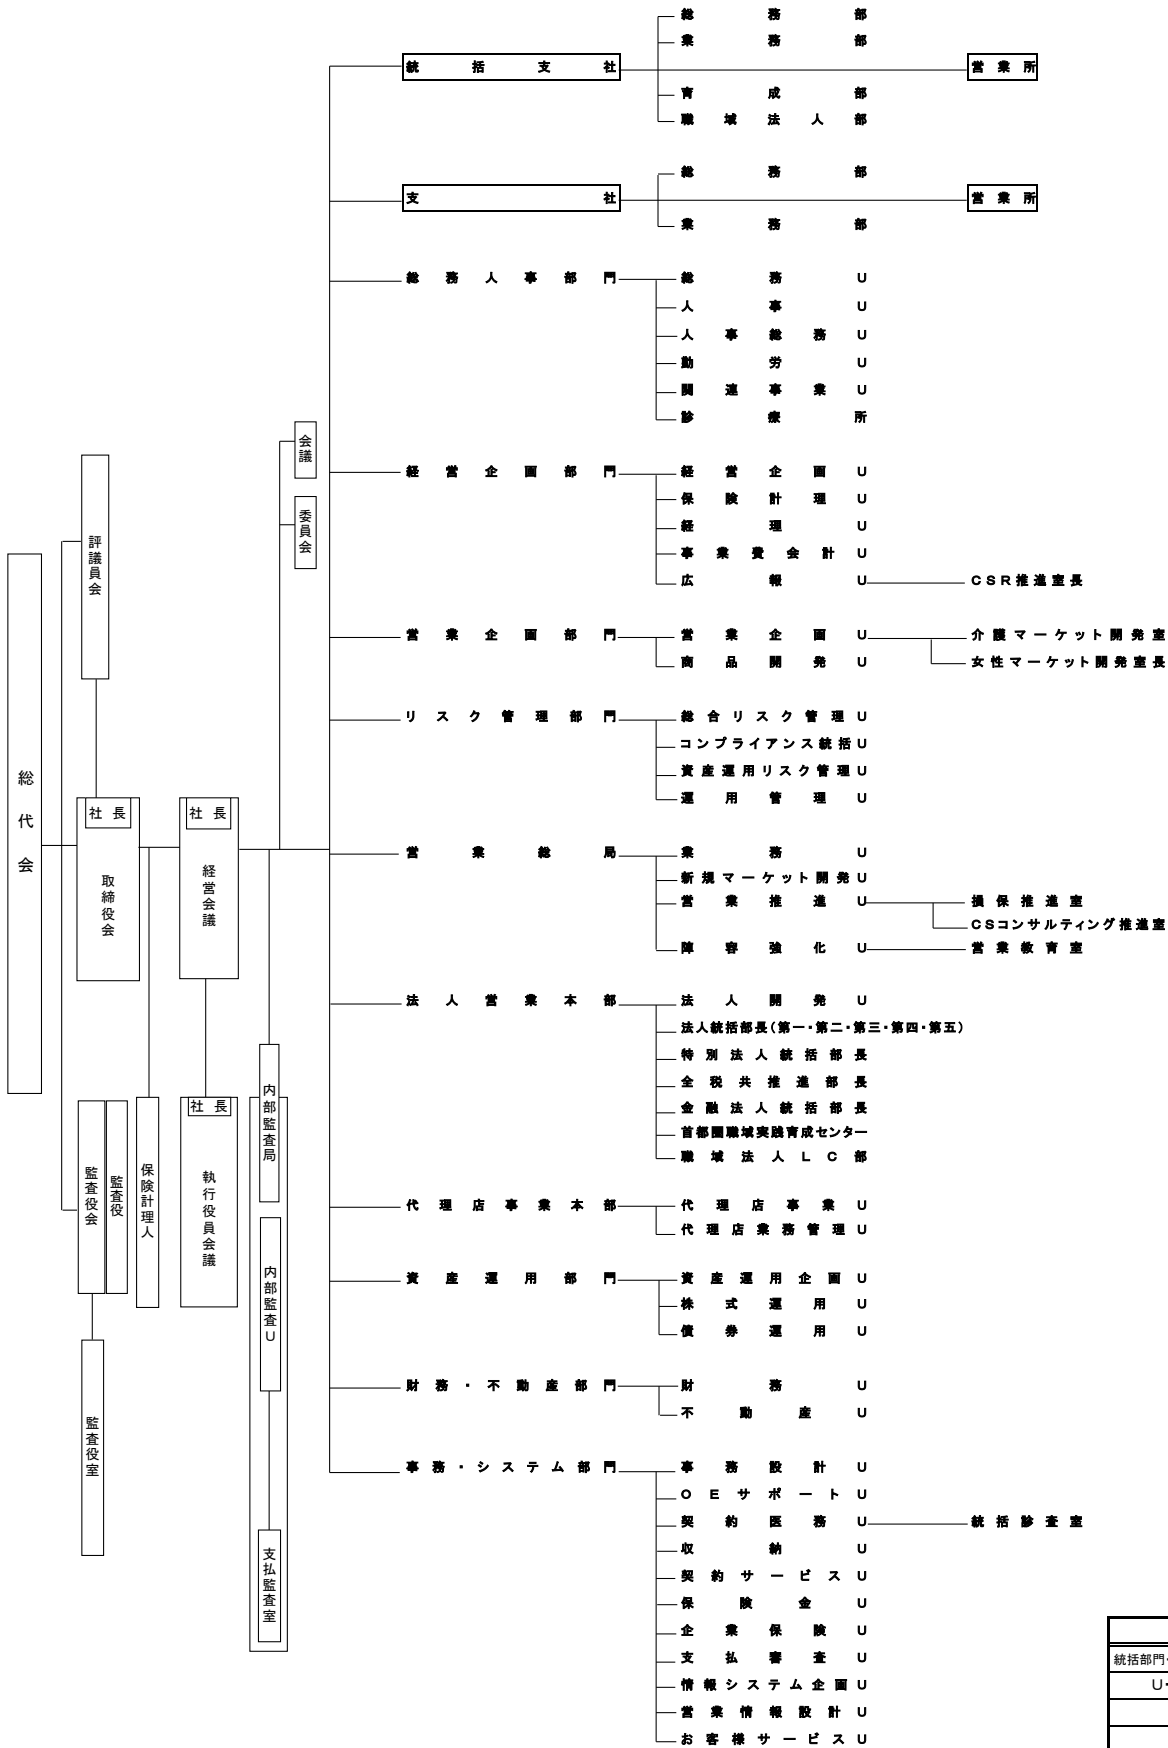 総代会
評議員会
社長
取締役会
監査役会
監査役
監査役室
保険計理人
社長
経営会議
社長
執行役員会議
会議
委員会
内部監査局
内部監査U
支払監査室
統括支社
総務部
業務部
営業所
育成部
職域法人部
支社
総務部
営業所
業務部
総務人事部門
総務U
人事U
人事総務U
勤労U
関連事業U
診療所
経営企画部門
経営企画U
保険計理U
経理U
事業費会計U
広報U
CSR推進室長
営業企画部門
営業企画U
介護マーケット開発室
商品開発U
女性マーケット開発室長
リスク管理部門
総合リスク管理U
コンプライアンス統括U
資産運用リスク管理U
運用管理U
営業総局
業務U
新規マーケット開発U
営業推進U
損保推進室
CSコンサルティング推進室
陣容強化U
営業教育室
法人営業本部
法人開発U
法人統括部長(第一・第二・第三・第四・第五)
特別法人統括部長
全税共推進部長
金融法人統括部長
首都圏職域実践育成センター
職域法人LC部
代理店事業本部
代理店事業U
代理店業務管理U
資産運用部門
資産運用企画U
株式運用U
債券運用U
財務・不動産部門
財務U
不動産U
事務・システム部門
事務設計U
OEサポートU
契約医務U
統括診査室
収納U
契約サービスU
保険金U
企業保険U
支払審査U
情報システム企画U
営業情報設計U
お客様サービスU
統括部門・
U・